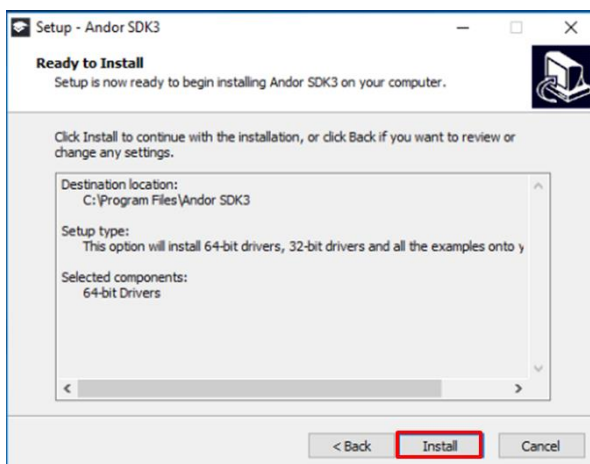 Setup - Andor SDK3
Ready to Install
Setup is now ready to begin installing Andor SDK3 on your computer.
Click Install to continue with the installation, or click Back if you want to review or
change any settings.
Destination location:
C:\Program Files\Andor SDK3
Setup type:
This option will install 64-bit drivers, 32-bit drivers and all the examples onto y
Selected components:
64-bit Drivers
< Back Install Cancel